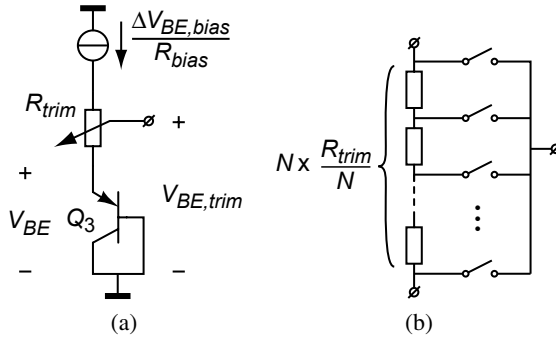 ΔV_BE,bias
R_bias
R_trim
+
+
V_BE,trim
V_BE
Q_3
−
−
(a)
N x R_trim
N
(b)